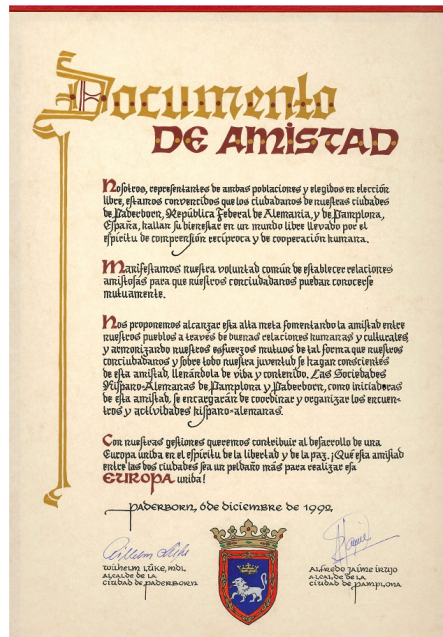 Documento
DE AMISTAD
Nosotros, representantes de ambas poblaciones y elegidos en elección
libre, estamos convencidos que los ciudadanos de nuestras ciudades
de Paderborn, República Federal de Alemania, y de Pamplona,
España, hallan su bienestar en un mundo libre llevado por el
espíritu de comprensión recíproca y de cooperación humana.
Manifestamos nuestra voluntad común de establecer relaciones
amistosas para que nuestros conciudadanos puedan conocerse
mutuamente.
Nos proponemos alcanzar esta alta meta fomentando la amistad entre
nuestros pueblos a través de buenas relaciones humanas y culturales,
y armonizando nuestros esfuerzos mutuos de tal forma que nuestros
conciudadanos y sobre todo nuestra juventud se hagan conscientes
de esta amistad, llenándola de vida y contenido. Las Sociedades
Hispano-Alemanas de Pamplona y Paderborn, como iniciadoras
de esta amistad, se encargarán de coordinar y organizar los encuen-
tros y actividades hispano-alemanas.
Con nuestras gestiones queremos contribuir al desarrollo de una
Europa unida en el espíritu de la libertad y de la paz. ¡Qué esta amistad
entre las dos ciudades sea un peldaño más para realizar esa
EUROPA unida!
PADERBORN, 6 de diciembre de 1992,
WILHELM LÜKE, MDL
ALCALDE DE LA
CIUDAD DE PADERBORN
ALFREDO JAIME IRUJO
ALCALDE DE LA
CIUDAD DE PAMPLONA